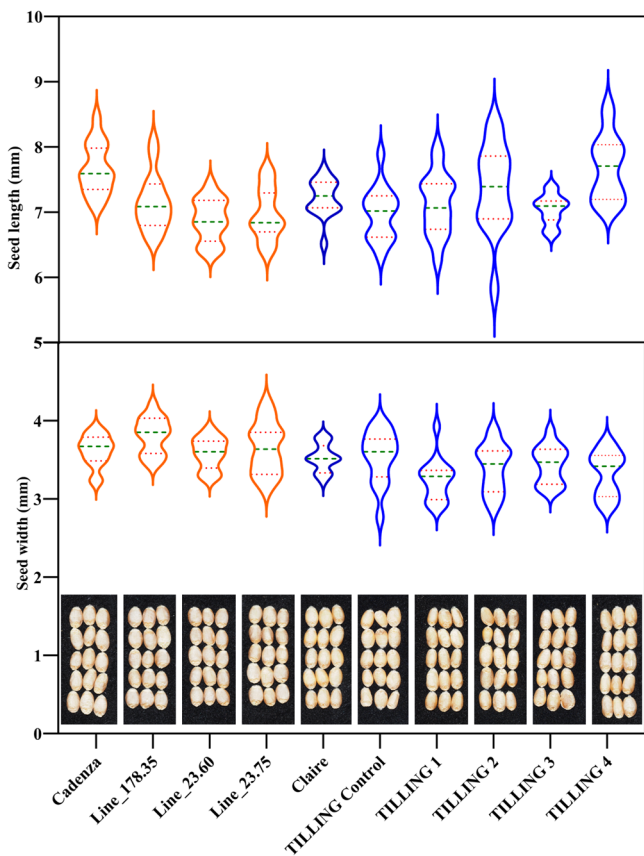 10
9
8
7
6
5
4
3
2
1
0
Seed length (mm)
Seed width (mm)
Cadenza
Line_178.35
Line_23.60
Line_23.75
Claire
TILLING Control
TILLING 1
TILLING 2
TILLING 3
TILLING 4